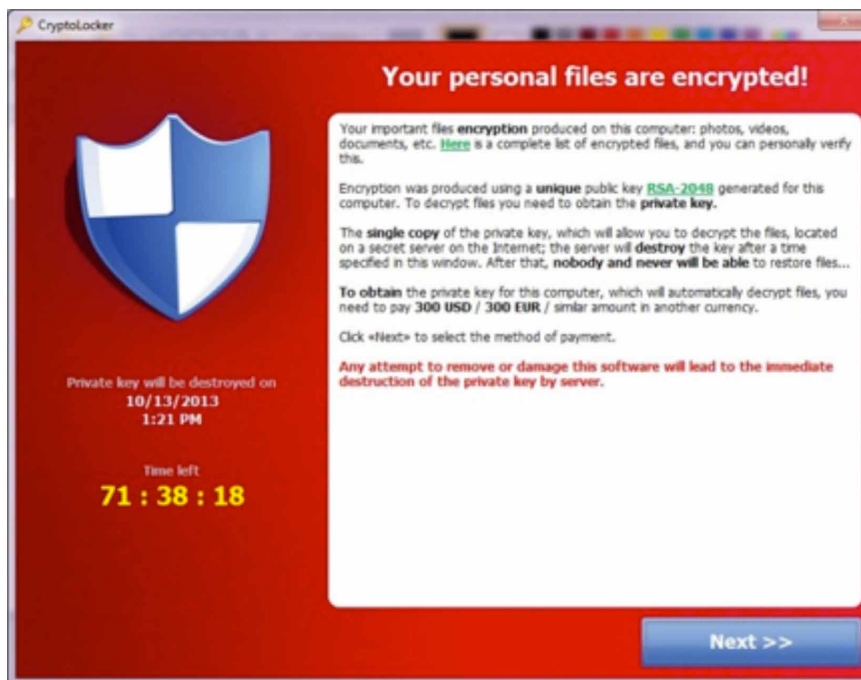 CryptoLocker
Your personal files are encrypted!
Your important files encryption produced on this computer: photos, videos,
documents, etc. Here is a complete list of encrypted files, and you can personally verify
this.
Encryption was produced using a unique public key RSA-2048 generated for this
computer. To decrypt files you need to obtain the private key.
The single copy of the private key, which will allow you to decrypt the files, located
on a secret server on the Internet; the server will destroy the key after a time
specified in this window. After that, nobody and never will be able to restore files...
To obtain the private key for this computer, which will automatically decrypt files, you
need to pay 300 USD / 300 EUR / similar amount in another currency.
Click «Next» to select the method of payment.
Any attempt to remove or damage this software will lead to the immediate
destruction of the private key by server.
Private key will be destroyed on
10/13/2013
1:21 PM
Time left
71 : 38 : 18
Next >>